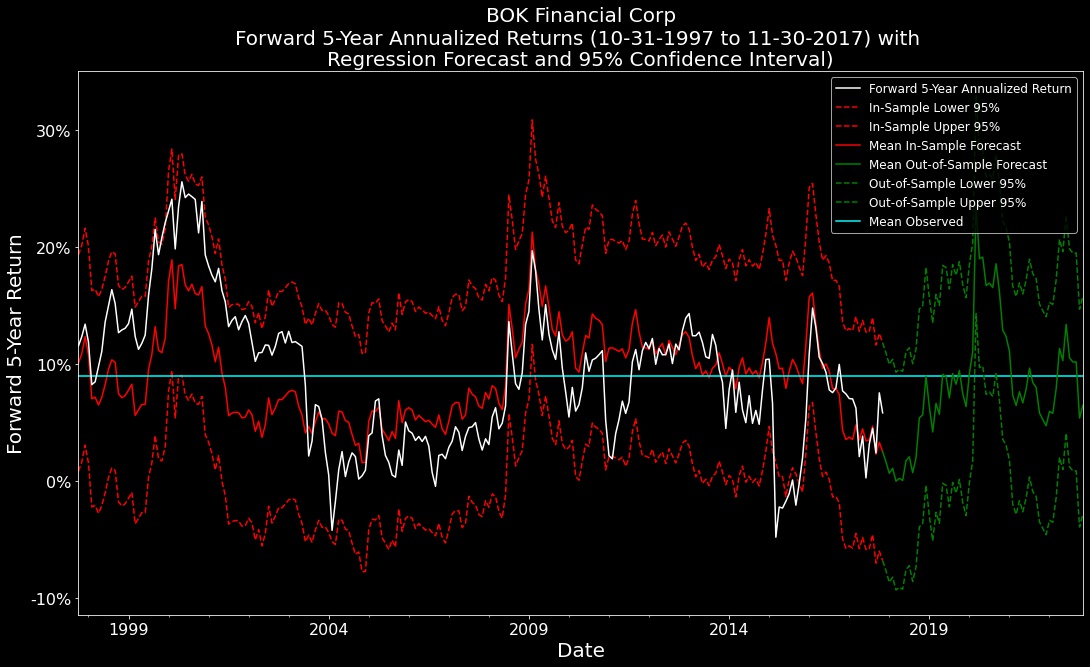 BOK Financial Corp
Forward 5-Year Annualized Returns (10-31-1997 to 11-30-2017) with
Regression Forecast and 95% Confidence Interval)
Forward 5-Year Annualized Return
In-Sample Lower 95%
In-Sample Upper 95%
Mean In-Sample Forecast
Mean Out-of-Sample Forecast
Out-of-Sample Lower 95%
Out-of-Sample Upper 95%
Mean Observed
Forward 5-Year Return
30%
20%
10%
0%
-10%
1999
2004
2009
2014
2019
Date